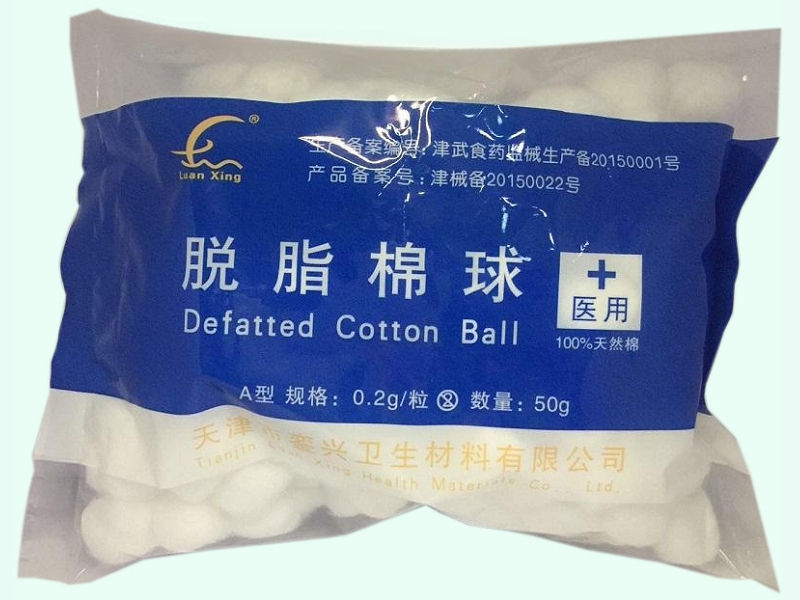 Luan Xing ®
生产备案编号：津武食药监械生产备20150001号
产品备案号：津械备20150022号
脱脂棉球
Defatted Cotton Ball
医用
100%天然棉
A型 规格：0.2g/粒 ② 数量：50g
天津市銮兴卫生材料有限公司
Tianjin Luan Xing Health Materials Co., Ltd.